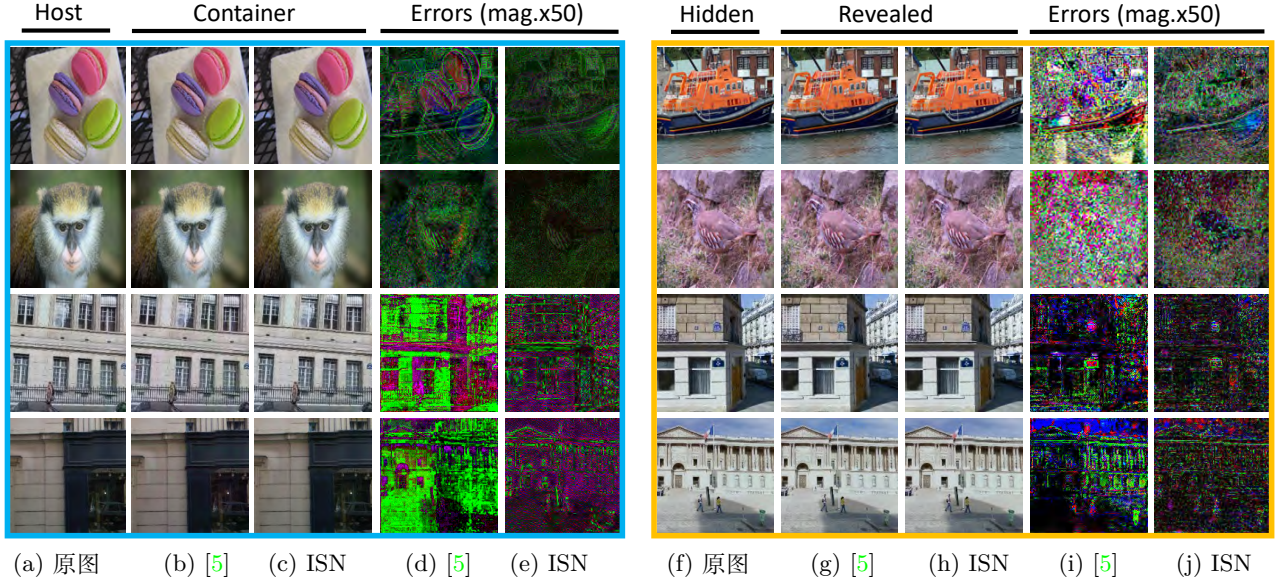 Host Container Errors (mag.x50) Hidden Revealed Errors (mag.x50)
(a) 原图 (b) [5] (c) ISN (d) [5] (e) ISN (f) 原图 (g) [5] (h) ISN (i) [5] (j) ISN